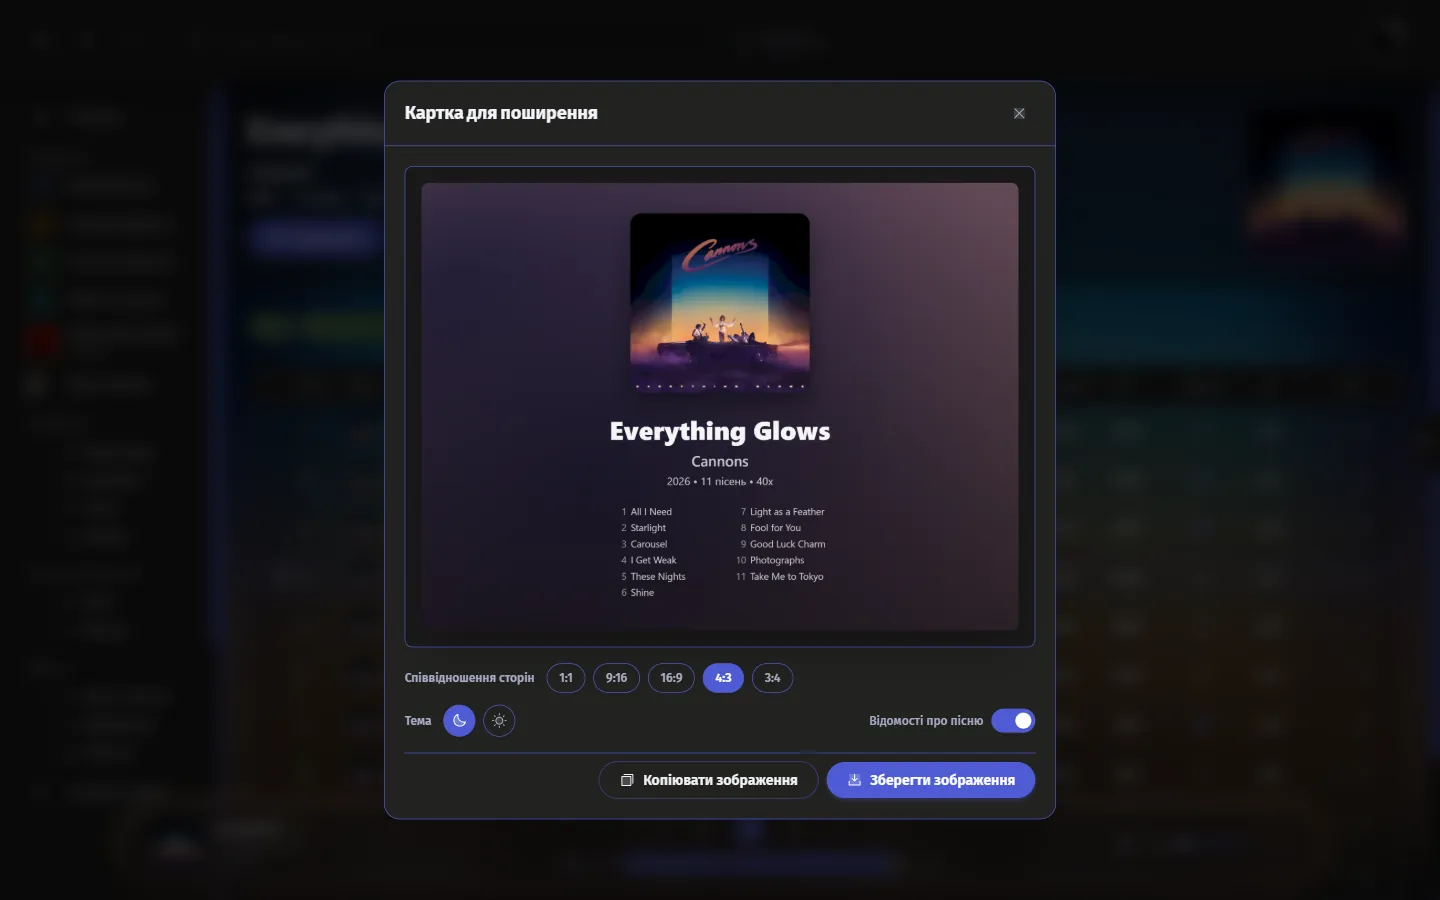 Картка для поширення
Cannons
Everything Glows
Cannons
2026 • 11 пісень • 40x
1 All I Need
2 Starlight
3 Carousel
4 I Get Weak
5 These Nights
6 Shine
7 Light as a Feather
8 Fool for You
9 Good Luck Charm
10 Photographs
11 Take Me to Tokyo
Співвідношення сторін 1:1 9:16 16:9 4:3 3:4
Тема
Відомості про пісню
Копіювати зображення
Зберегти зображення